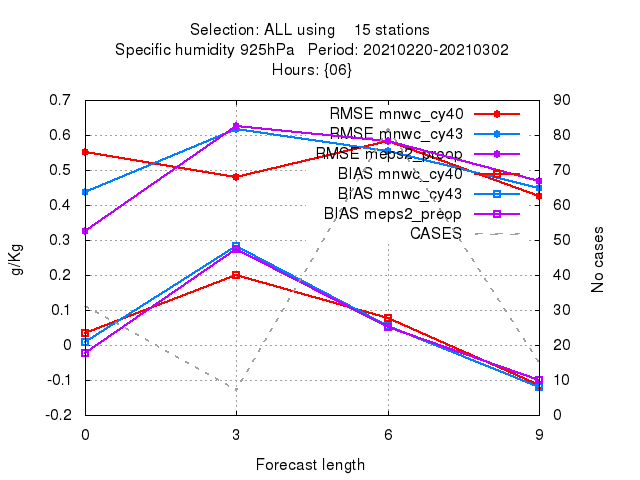 Selection: ALL using    15 stations
Specific humidity 925hPa   Period: 20210220-20210302
Hours: {06}
0.7
0.6
0.5
0.4
0.3
0.2
0.1
0
-0.1
-0.2
g/Kg
RMSE mnwc_cy40
RMSE mnwc_cy43
RMSE meps2_preop
BIAS mnwc_cy40
BIAS mnwc_cy43
BIAS meps2_preop
CASES
90
80
70
60
50
40
30
20
10
0
No cases
0 3 6 9
Forecast length